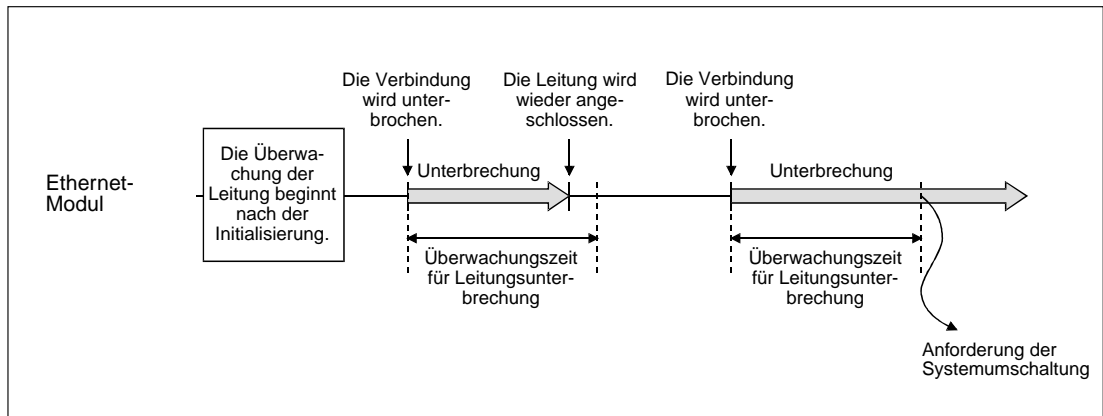 Die Verbindung
wird unter-
brochen.
Die Leitung wird
wieder ange-
schlossen.
Die Verbindung
wird unter-
brochen.
Ethernet-
Modul
Die Überwa-
chung der
Leitung beginnt
nach der
Initialisierung.
Unterbrechung
Unterbrechung
Überwachungszeit
für Leitungsunter-
brechung
Überwachungszeit
für Leitungsunter-
brechung
Anforderung der
Systemumschaltung